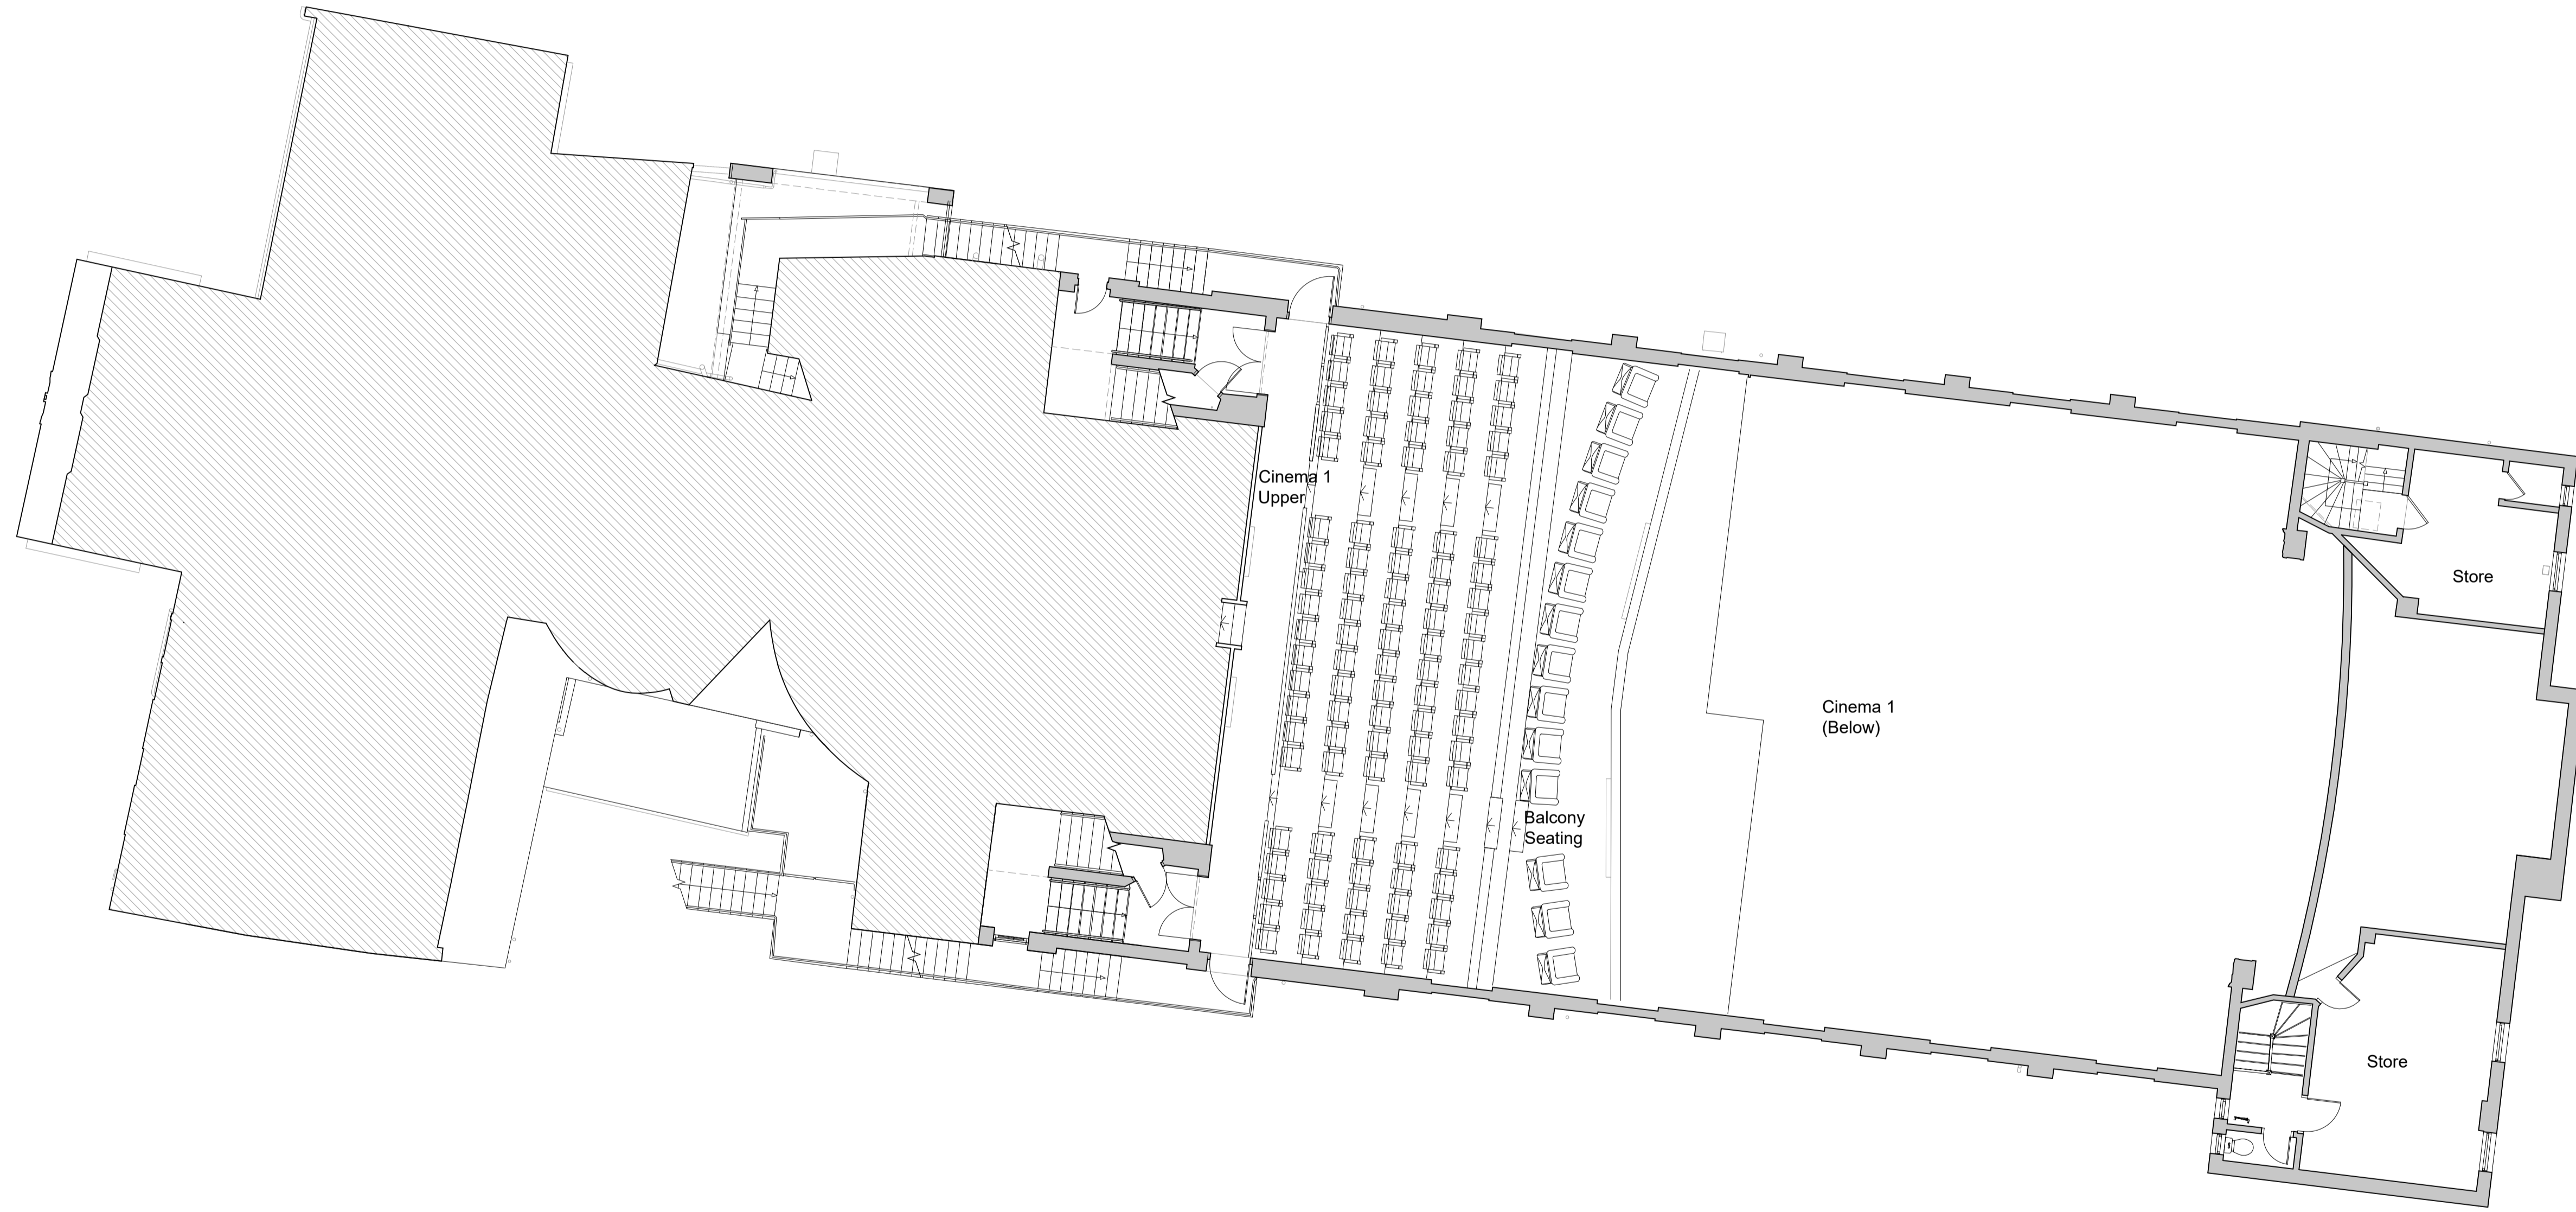 Cinema 1
Upper
Store
Cinema 1
(Below)
Balcony
Seating
Store